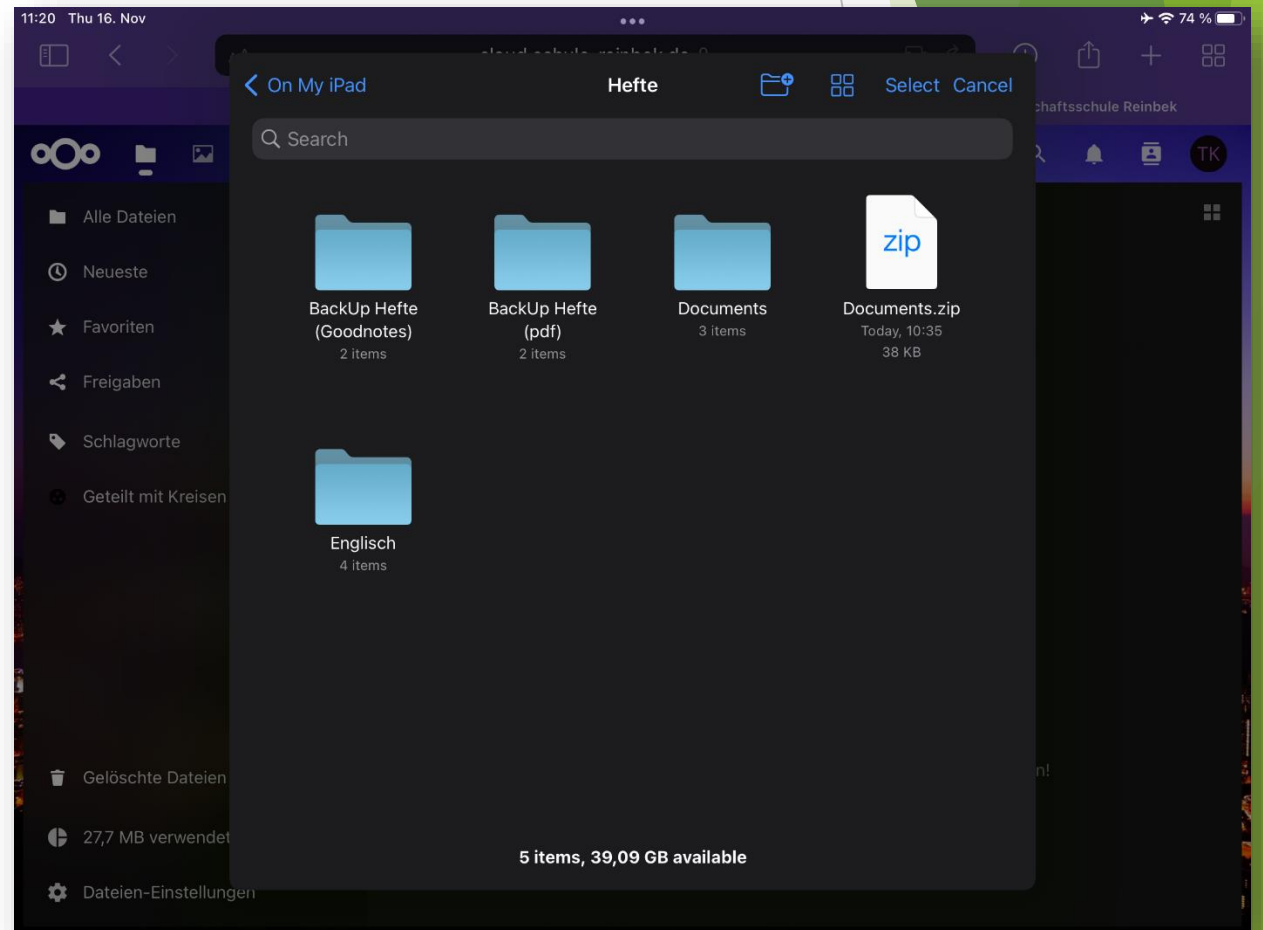 11:20 Thu 16. Nov
74 %
On My iPad
Hefte
Select Cancel
chaftsschule Reinbek
Search
TK
Alle Dateien
Neueste
Favoriten
Freigaben
Schlagworte
Geteilt mit Kreisen
zip
BackUp Hefte
(Goodnotes)
2 items
BackUp Hefte
(pdf)
2 items
Documents
3 items
Documents.zip
Today, 10:35
38 KB
Englisch
4 items
Gelöschte Dateien
n!
27,7 MB verwendet
5 items, 39,09 GB available
Dateien-Einstellungen